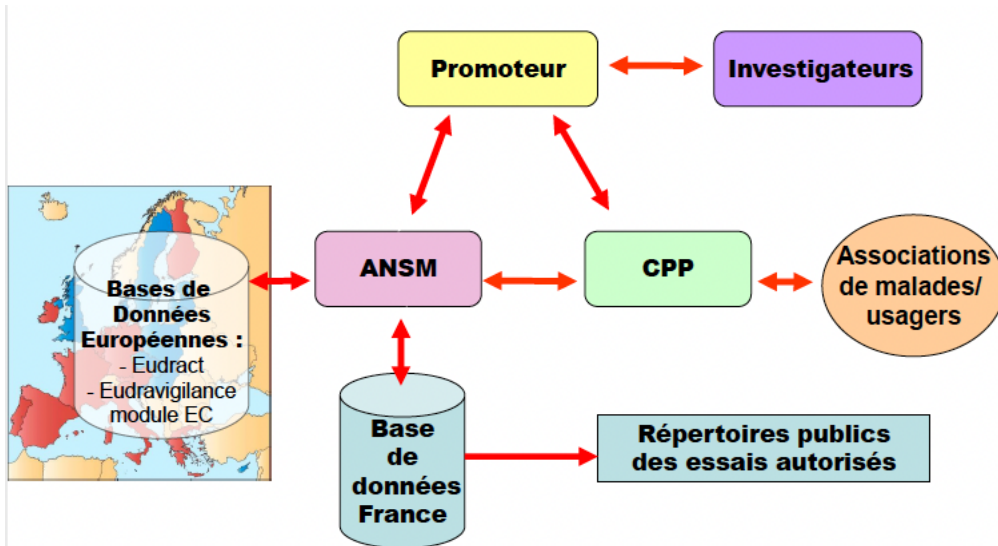 Promoteur
Investigateurs
ANSM
CPP
Associations
de malades/
usagers
Bases de
Données
Européennes :
- Eudract
- Eudravigilance
module EC
Base
de
données
France
Répertoires publics
des essais autorisés